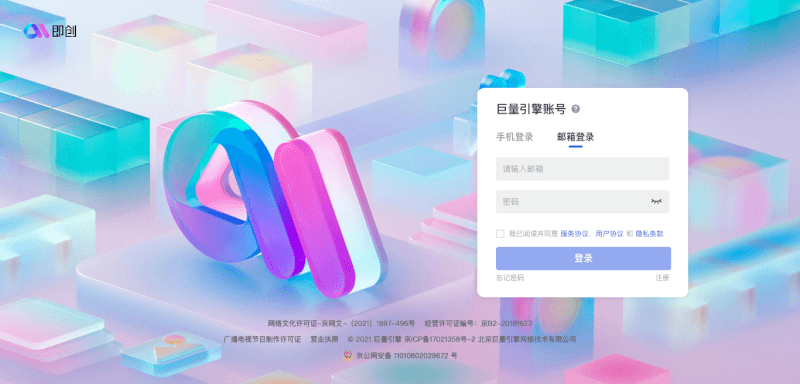 即创
巨量引擎账号 ?
手机登录 邮箱登录
请输入邮箱
密码
我已阅读并同意 服务协议、用户协议 和 隐私条款
登录
忘记密码 注册
网络文化许可证-京网文-（2021）1897-496号 经营许可证编号：京B2-20181623
广播电视节目制作许可证 营业执照 © 2021 巨量引擎 京ICP备17021358号-2 北京巨量引擎网络技术有限公司
京公网安备 11010802029672 号